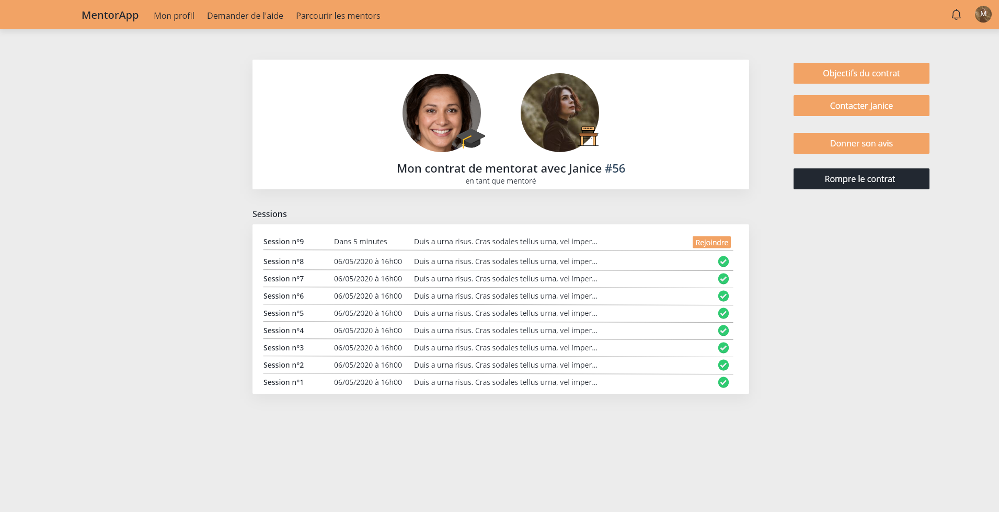 MentorApp Mon profil Demander de l'aide Parcourir les mentors M
Objectifs du contrat
Contacter Janice
Donner son avis
Rompre le contrat
Mon contrat de mentorat avec Janice #56
en tant que mentoré
Sessions
Session n°9 Dans 5 minutes Duis a urna risus. Cras sodales tellus urna, vel imper... Rejoindre
Session n°8 06/05/2020 à 16h00 Duis a urna risus. Cras sodales tellus urna, vel imper...
Session n°7 06/05/2020 à 16h00 Duis a urna risus. Cras sodales tellus urna, vel imper...
Session n°6 06/05/2020 à 16h00 Duis a urna risus. Cras sodales tellus urna, vel imper...
Session n°5 06/05/2020 à 16h00 Duis a urna risus. Cras sodales tellus urna, vel imper...
Session n°4 06/05/2020 à 16h00 Duis a urna risus. Cras sodales tellus urna, vel imper...
Session n°3 06/05/2020 à 16h00 Duis a urna risus. Cras sodales tellus urna, vel imper...
Session n°2 06/05/2020 à 16h00 Duis a urna risus. Cras sodales tellus urna, vel imper...
Session n°1 06/05/2020 à 16h00 Duis a urna risus. Cras sodales tellus urna, vel imper...